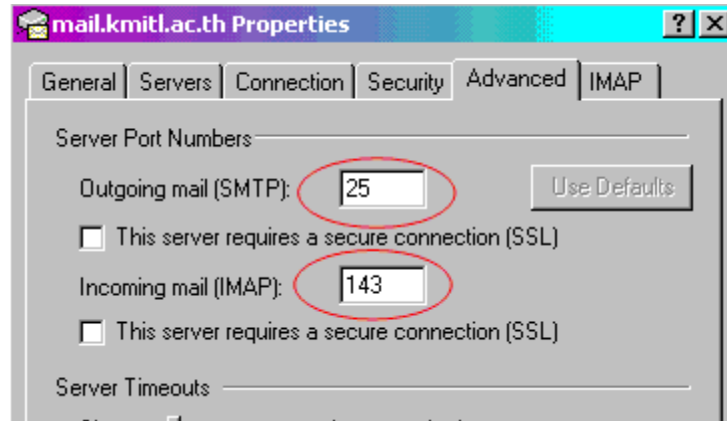 mail.kmitl.ac.th Properties
General Servers Connection Security Advanced IMAP
Server Port Numbers
Outgoing mail (SMTP): 25 Use Defaults
This server requires a secure connection (SSL)
Incoming mail (IMAP): 143
This server requires a secure connection (SSL)
Server Timeouts